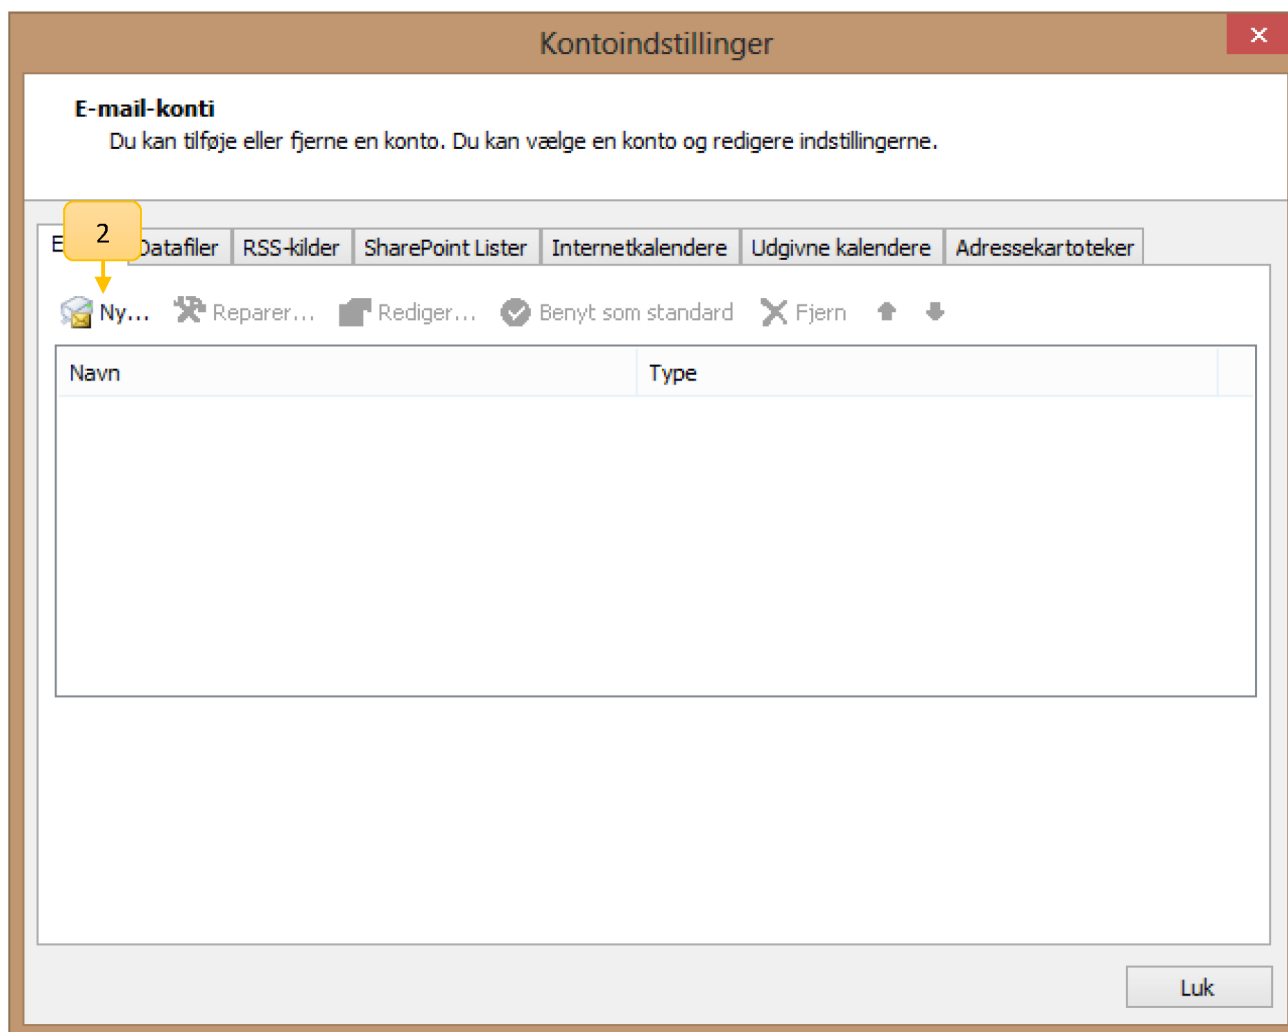 Kontoindstillinger
E-mail-konti
Du kan tilføje eller fjerne en konto. Du kan vælge en konto og redigere indstillingerne.
2
Datafiler RSS-kilder SharePoint Lister Internetkalendere Udgivne kalendere Adressekartoteker
Ny... Reparer... Rediger... Benyt som standard Fjern
Navn Type
Luk